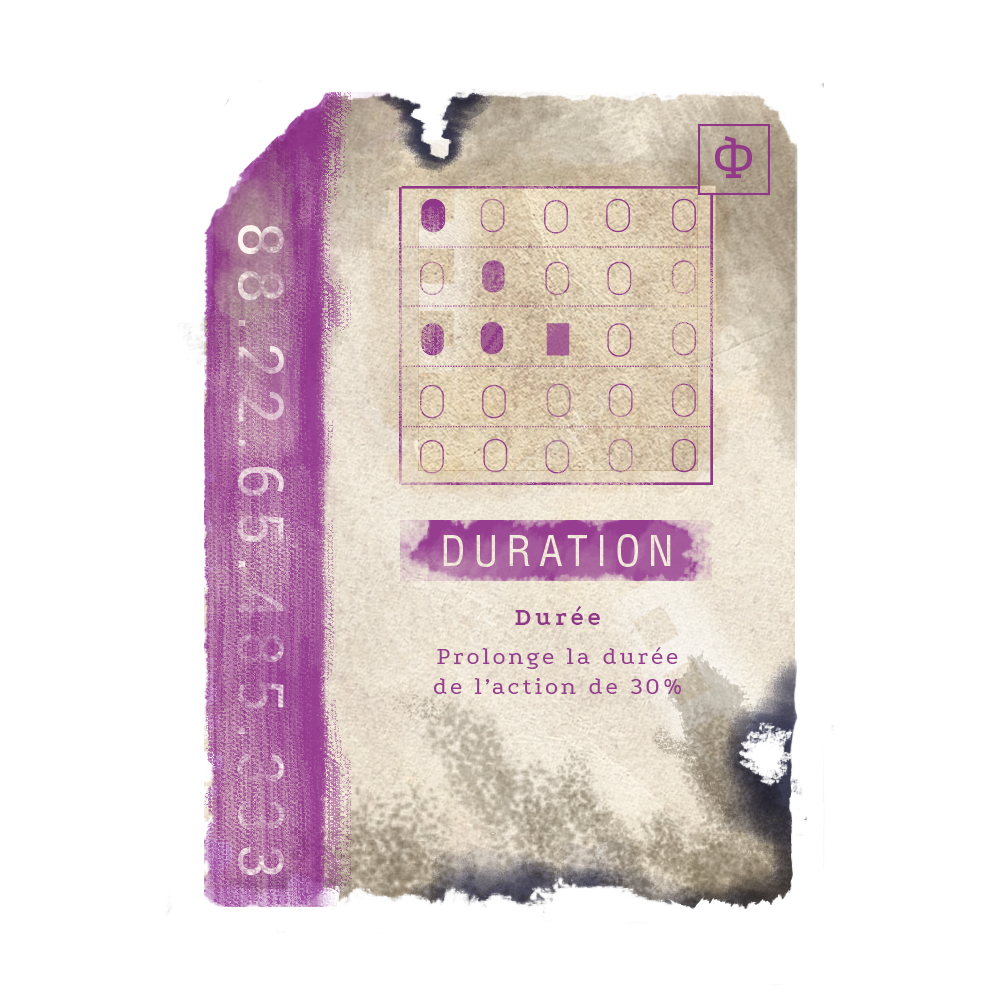 88.22.65.485.333
Ф
DURATION
Durée
Prolonge la durée
de l’action de 30%